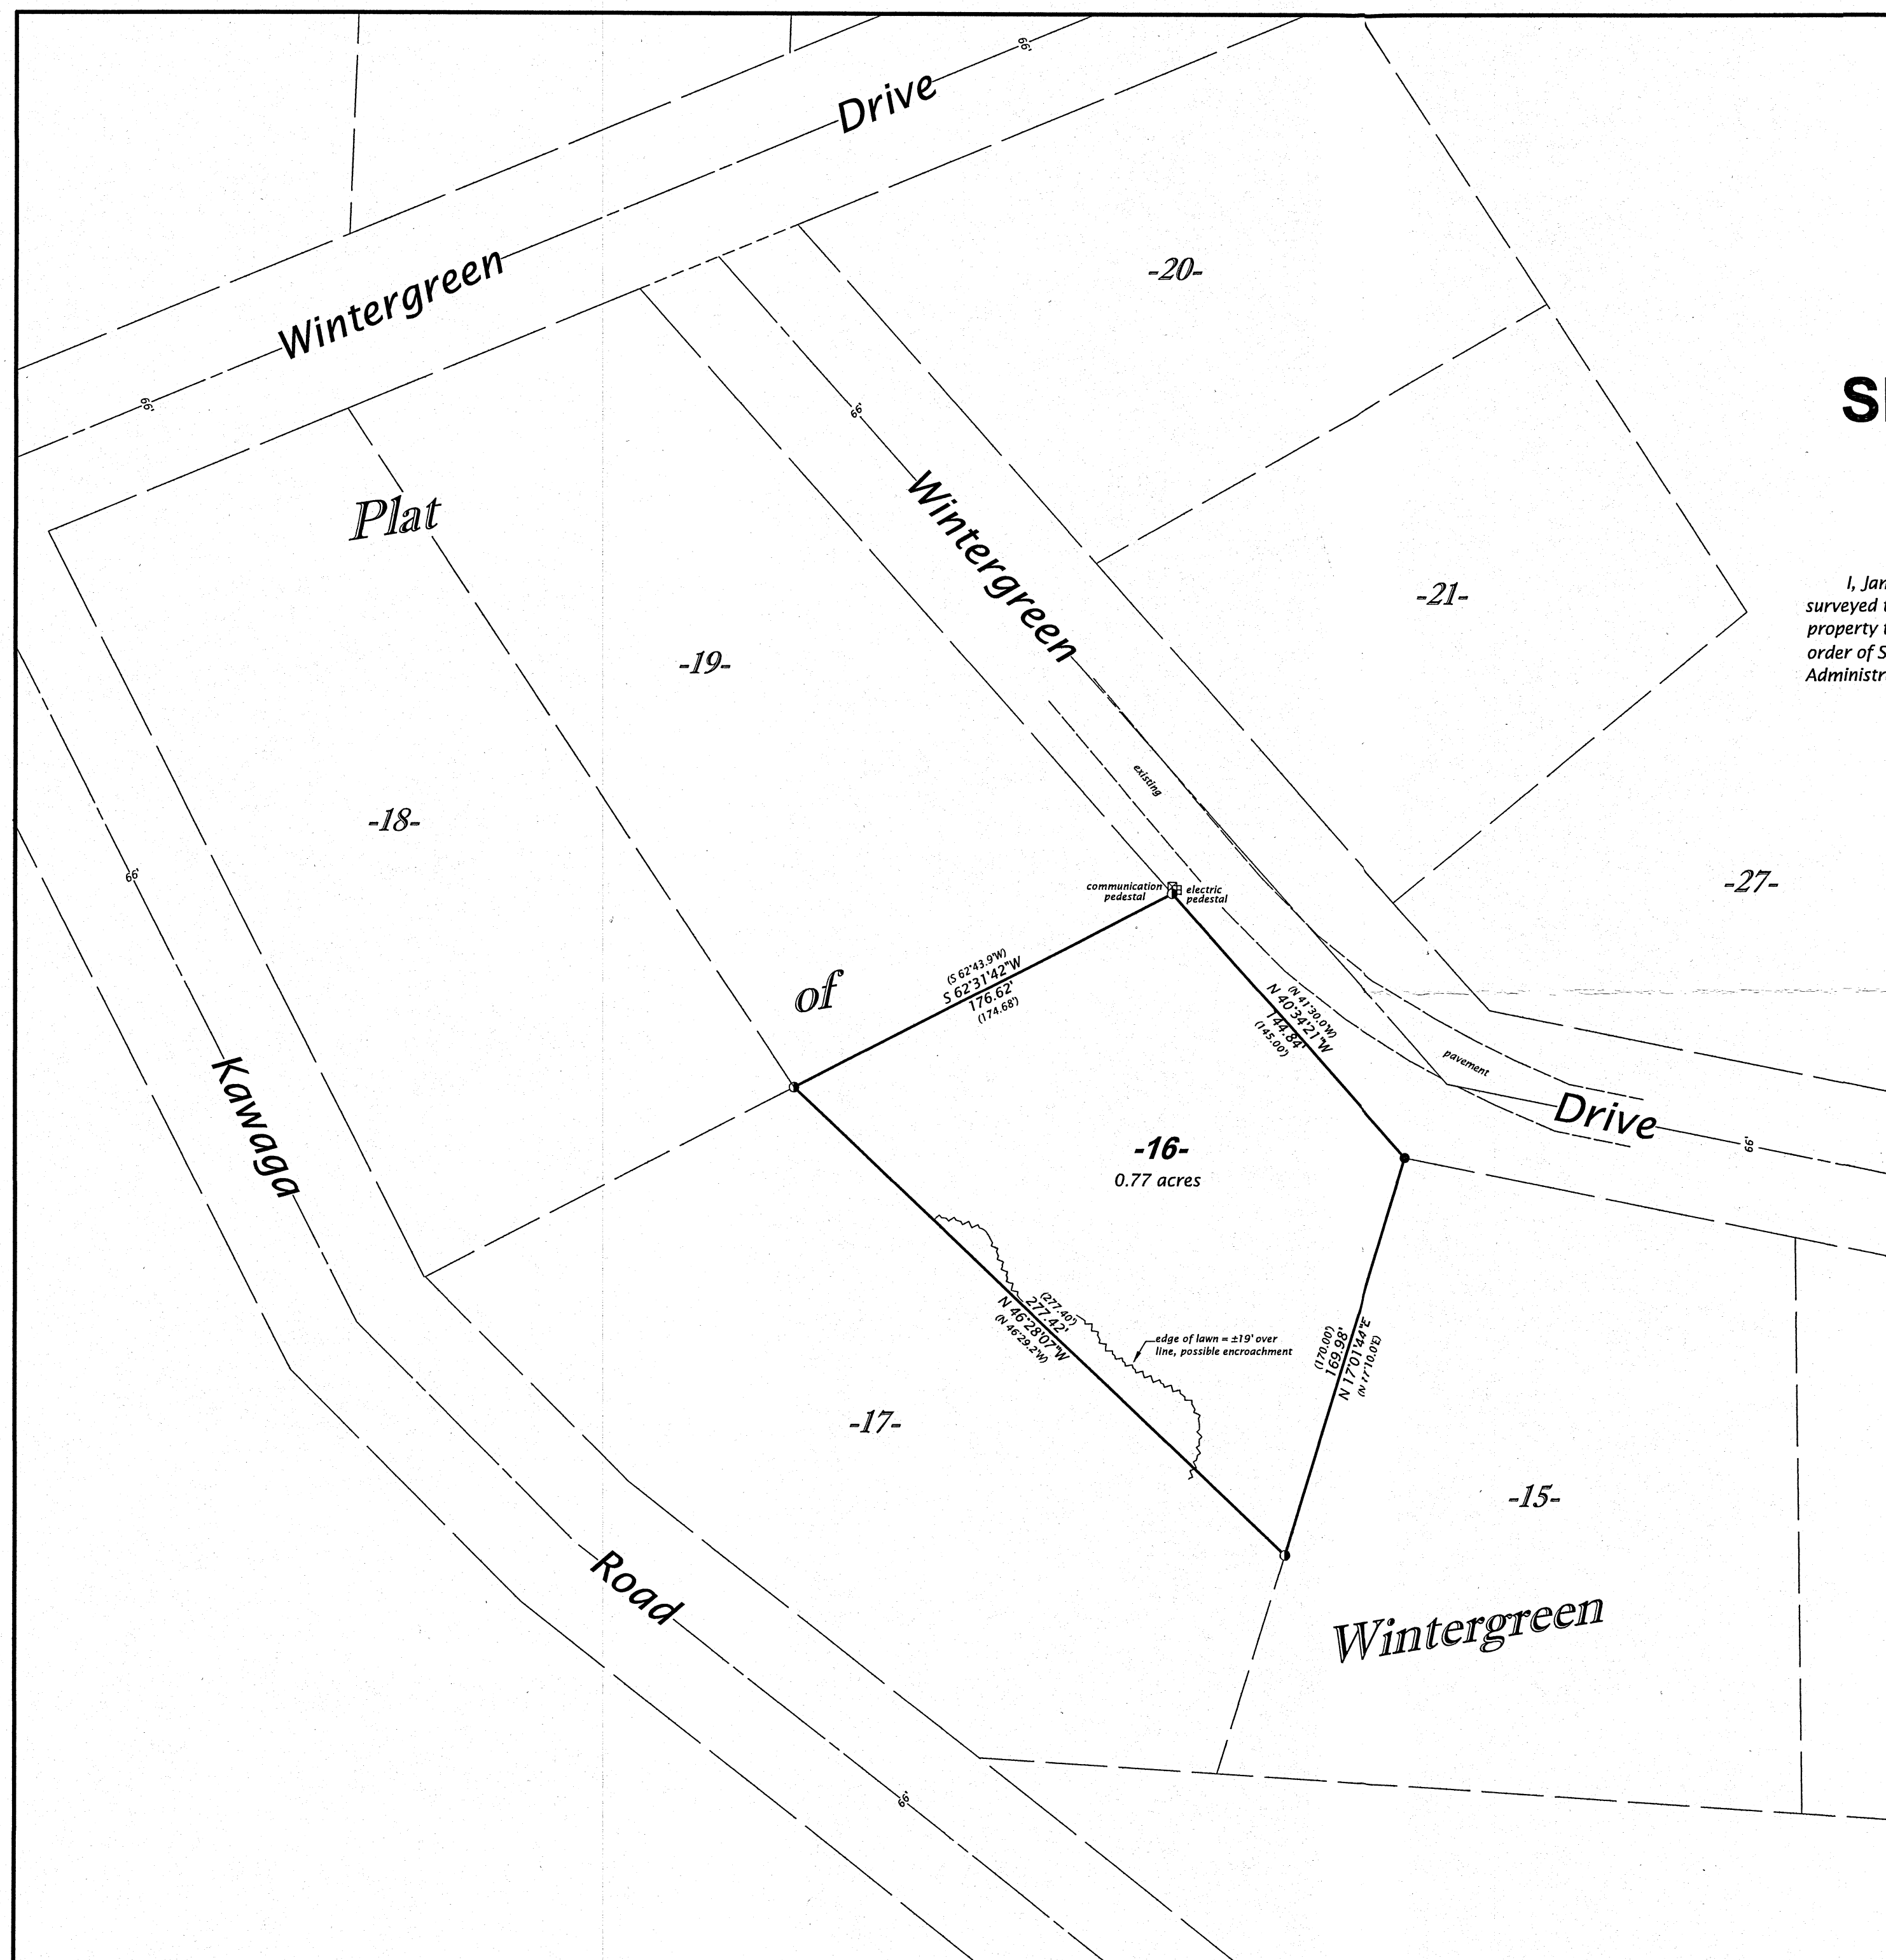 66'
Drive
Wintergreen
66'
-20-
66'
SI
Plat
Wintergreen
I, Jan
surveyed t
property t
order of S
Administr
-21-
-19-
existing
-18-
66'
communication
pedestal
electric
pedestal
-27-
(S 62°43.9'W)
S 62°31'42"W
176.62'
(174.68')
of
(N 41°30.0'W)
N 40°34'21"W
144.84'
(145.00')
pavement
Drive
66'
Kawaga
-16-
0.77 acres
(277.40')
277.42'
N 46°28'07"W
(N 46°29.2'W)
edge of lawn = ±19' over
line, possible encroachment
(170.00')
169.98'
N 17°01'44"E
(N 17°10.0'E)
-17-
-15-
Road
Wintergreen
66'